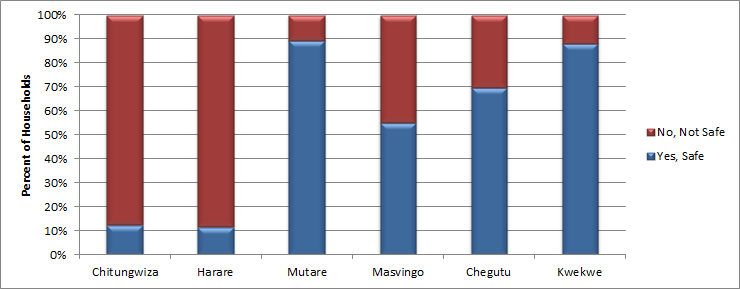 100%
90%
80%
70%
60%
50%
40%
30%
20%
10%
0%
Percent of Households
Chitungwiza Harare Mutare Masvingo Chegutu Kwekwe
No, Not Safe
Yes, Safe